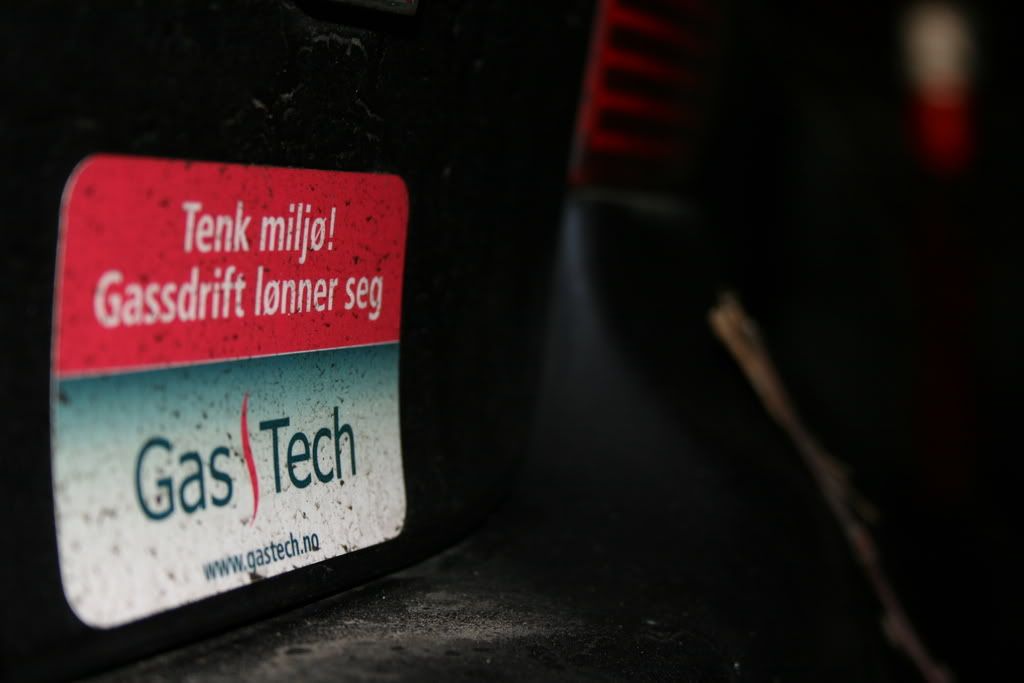 Tenk miljø!
Gassdrift lønner seg
Gas Tech
www.gastech.no